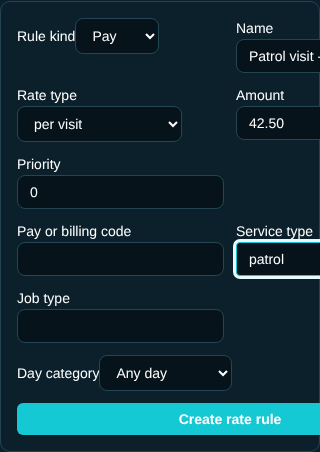 Rule kind Pay Name
Patrol visit
Rate type Amount
per visit 42.50
Priority
0
Pay or billing code Service type
patrol
Job type
Day category Any day
Create rate rule